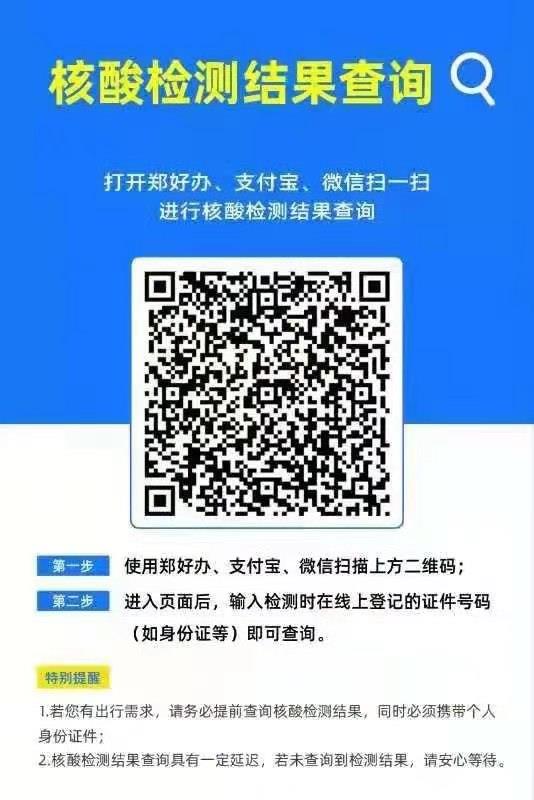 核酸检测结果查询
打开郑好办、支付宝、微信扫一扫
进行核酸检测结果查询
第一步 使用郑好办、支付宝、微信扫描上方二维码；
第二步 进入页面后，输入检测时在线上登记的证件号码
（如身份证等）即可查询。
特别提醒
1.若您有出行需求，请务必提前查询核酸检测结果，同时必须携带个人
身份证件；
2.核酸检测结果查询具有一定延迟，若未查询到检测结果，请安心等待。